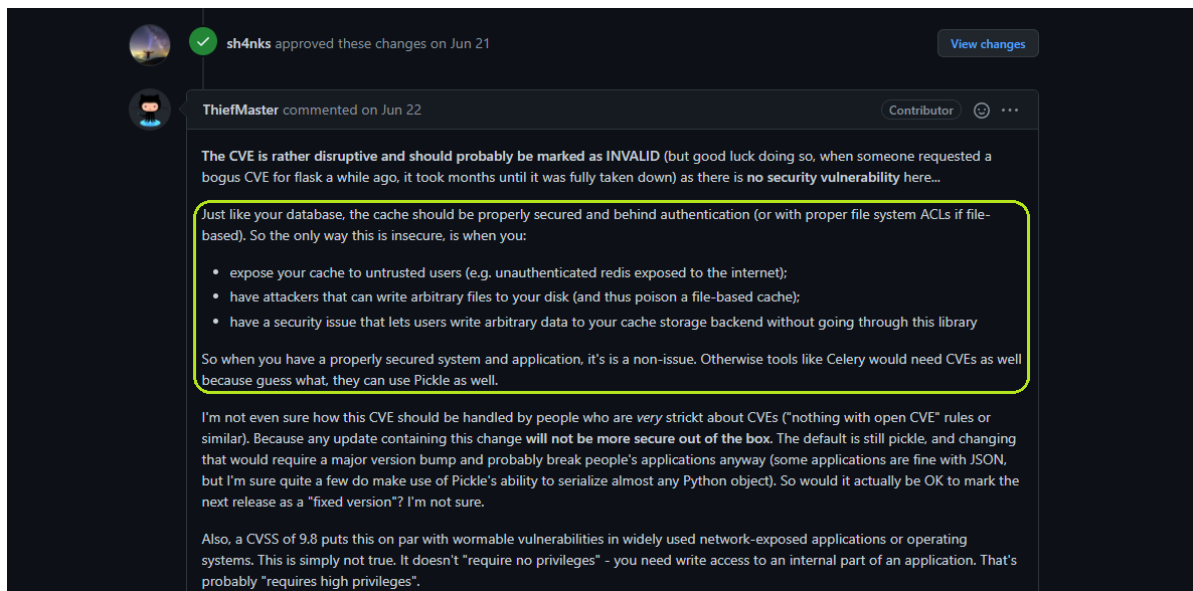 sh4nks approved these changes on Jun 21
View changes
ThiefMaster commented on Jun 22
Contributor
The CVE is rather disruptive and should probably be marked as INVALID (but good luck doing so, when someone requested a
bogus CVE for flask a while ago, it took months until it was fully taken down) as there is no security vulnerability here...
Just like your database, the cache should be properly secured and behind authentication (or with proper file system ACLs if file-
based). So the only way this is insecure, is when you:
• expose your cache to untrusted users (e.g. unauthenticated redis exposed to the internet);
• have attackers that can write arbitrary files to your disk (and thus poison a file-based cache);
• have a security issue that lets users write arbitrary data to your cache storage backend without going through this library
So when you have a properly secured system and application, it's is a non-issue. Otherwise tools like Celery would need CVEs as well
because guess what, they can use Pickle as well.
I'm not even sure how this CVE should be handled by people who are very strickt about CVEs ("nothing with open CVE" rules or
similar). Because any update containing this change will not be more secure out of the box. The default is still pickle, and changing
that would require a major version bump and probably break people's applications anyway (some applications are fine with JSON,
but I'm sure quite a few do make use of Pickle's ability to serialize almost any Python object). So would it actually be OK to mark the
next release as a "fixed version"? I'm not sure.
Also, a CVSS of 9.8 puts this on par with wormable vulnerabilities in widely used network-exposed applications or operating
systems. This is simply not true. It doesn't "require no privileges" - you need write access to an internal part of an application. That's
probably "requires high privileges".